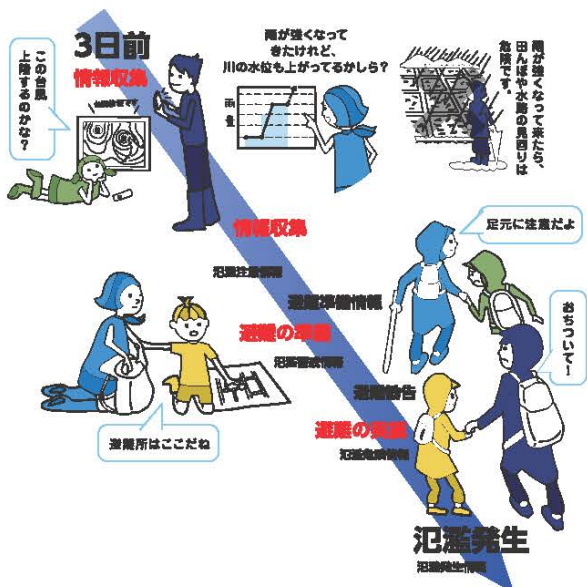 3日前
情報収集
この台風
上陸するのかな？
雨が強くなって
きたけれど、
川の水位も上がってるかしら？
雨量
雨が強くなって来たら、
田んぼや水路の見回りは
危険です。
情報収集
氾濫注意情報
足元に注意だよ
避難準備情報
避難の準備
氾濫警戒情報
おちついてー
避難勧告
避難の実施
氾濫危険情報
避難所はここだね
氾濫発生
氾濫発生情報